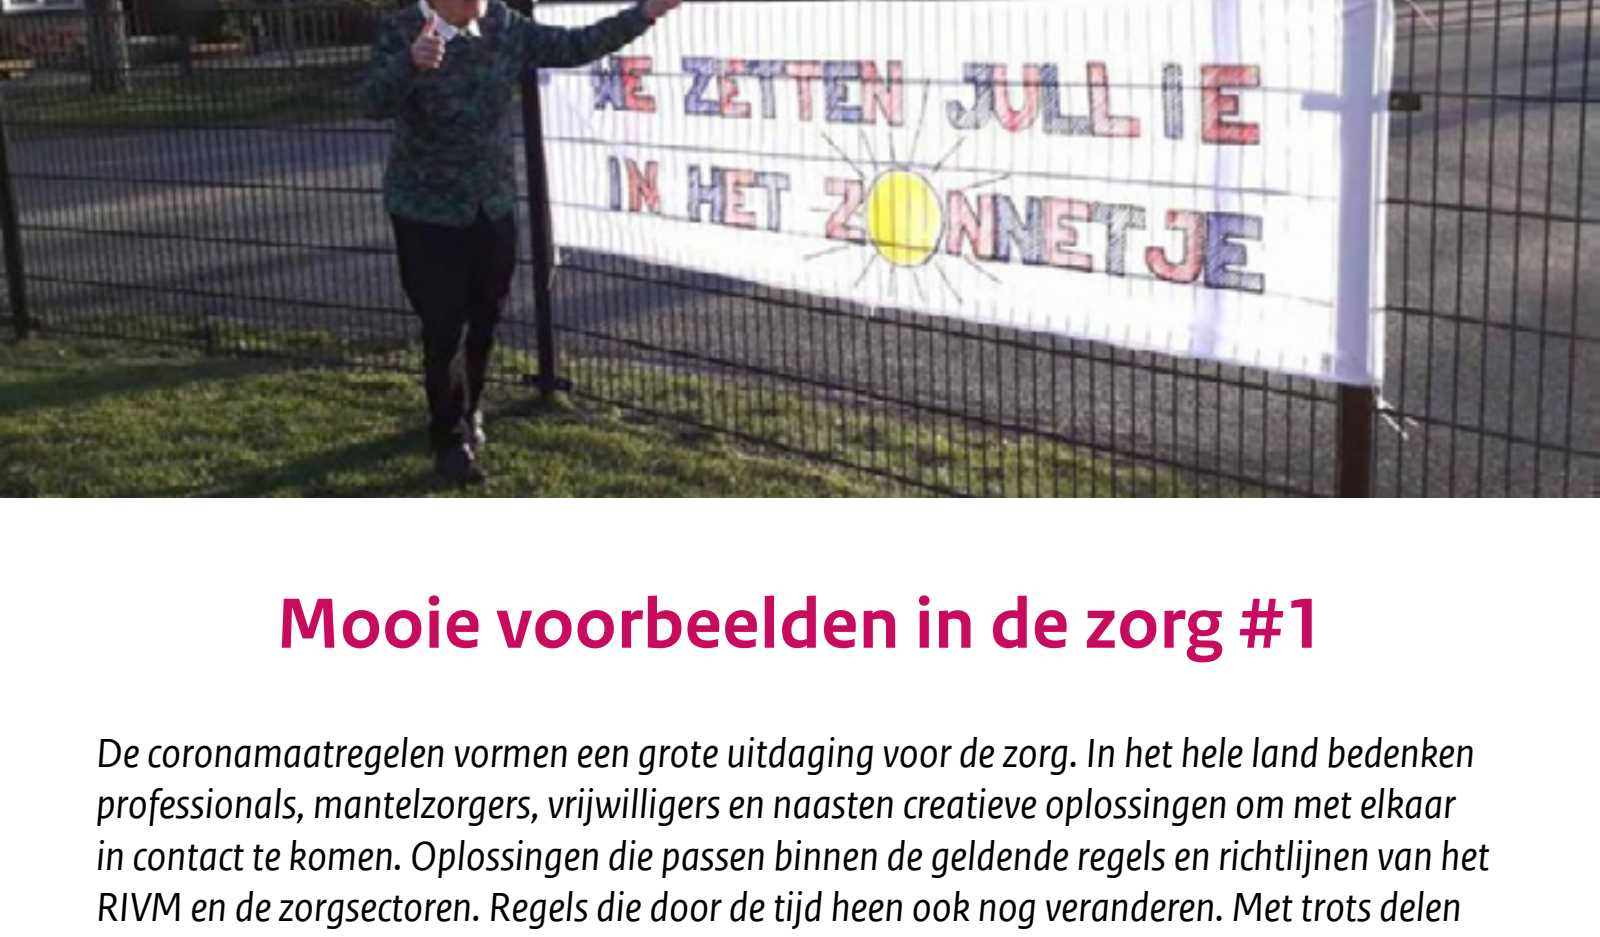 WE ZETTEN JULLIE
IN HET ZONNETJE
Mooie voorbeelden in de zorg #1
De coronamaatregelen vormen een grote uitdaging voor de zorg. In het hele land bedenken
professionals, mantelzorgers, vrijwilligers en naasten creatieve oplossingen om met elkaar
in contact te komen. Oplossingen die passen binnen de geldende regels en richtlijnen van het
RIVM en de zorgsectoren. Regels die door de tijd heen ook nog veranderen. Met trots delen